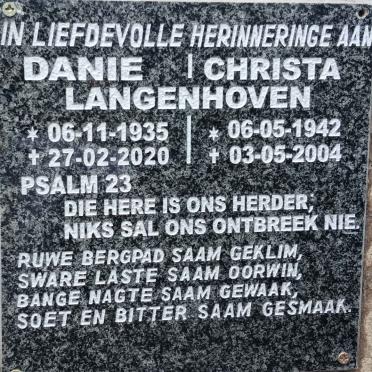 IN LIEFDEVOLLE HERINNERINGE AAN
DANIE | CHRISTA
LANGENHOVEN
* 06-11-1935 | * 06-05-1942
† 27-02-2020 | † 03-05-2004
PSALM 23
DIE HERE IS ONS HERDER;
NIKS SAL ONS ONTBREEK NIE.
RUWE BERGPAD SAAM GEKLIM,
SWARE LASTE SAAM OORWIN,
BANGE NAGTE SAAM GEWAAK,
SOET EN BITTER SAAM GESMAAK.